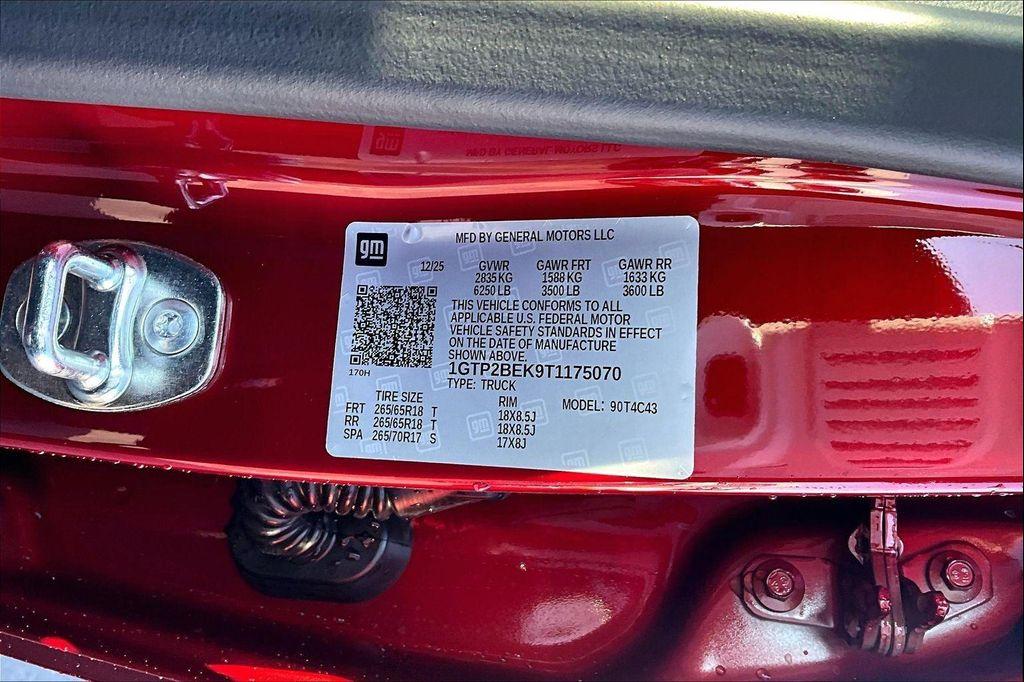 gm
MFD BY GENERAL MOTORS LLC
12/25 GVWR GAWR FRT GAWR RR
2835 KG 1588 KG 1633 KG
6250 LB 3500 LB 3600 LB
THIS VEHICLE CONFORMS TO ALL
APPLICABLE U.S. FEDERAL MOTOR
VEHICLE SAFETY STANDARDS IN EFFECT
ON THE DATE OF MANUFACTURE
SHOWN ABOVE.
170H
1GTP2BEK9T1175070
TYPE: TRUCK
TIRE SIZE RIM MODEL: 90T4C43
FRT 265/65R18 T 18X8.5J
RR 265/65R18 T 18X8.5J
SPA 265/70R17 S 17X8J